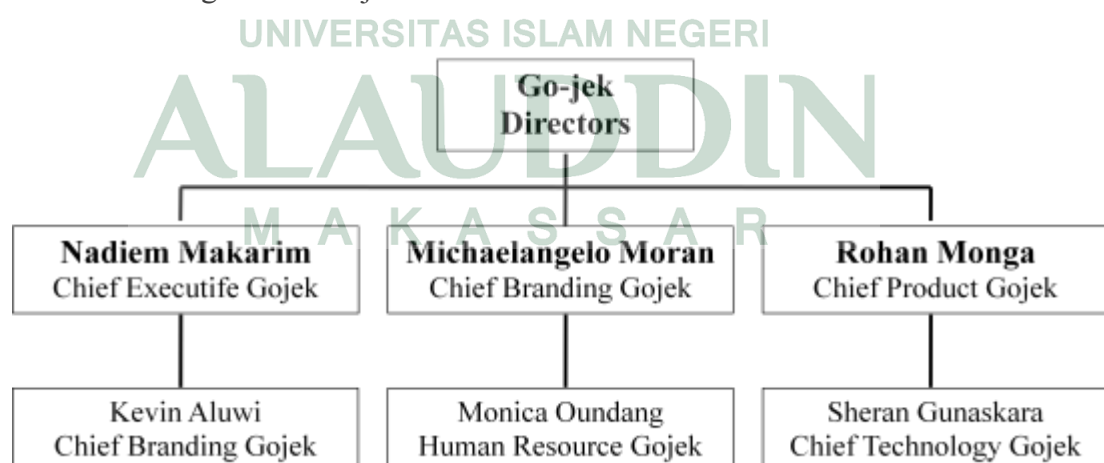 UNIVERSITAS ISLAM NEGERI
ALAUDDIN
MAKASSAR
Go-jek
Directors
Nadiem Makarim
Chief Executife Gojek
Michaelangelo Moran
Chief Branding Gojek
Rohan Monga
Chief Product Gojek
Kevin Aluwi
Chief Branding Gojek
Monica Oundang
Human Resource Gojek
Sheran Gunaskara
Chief Technology Gojek